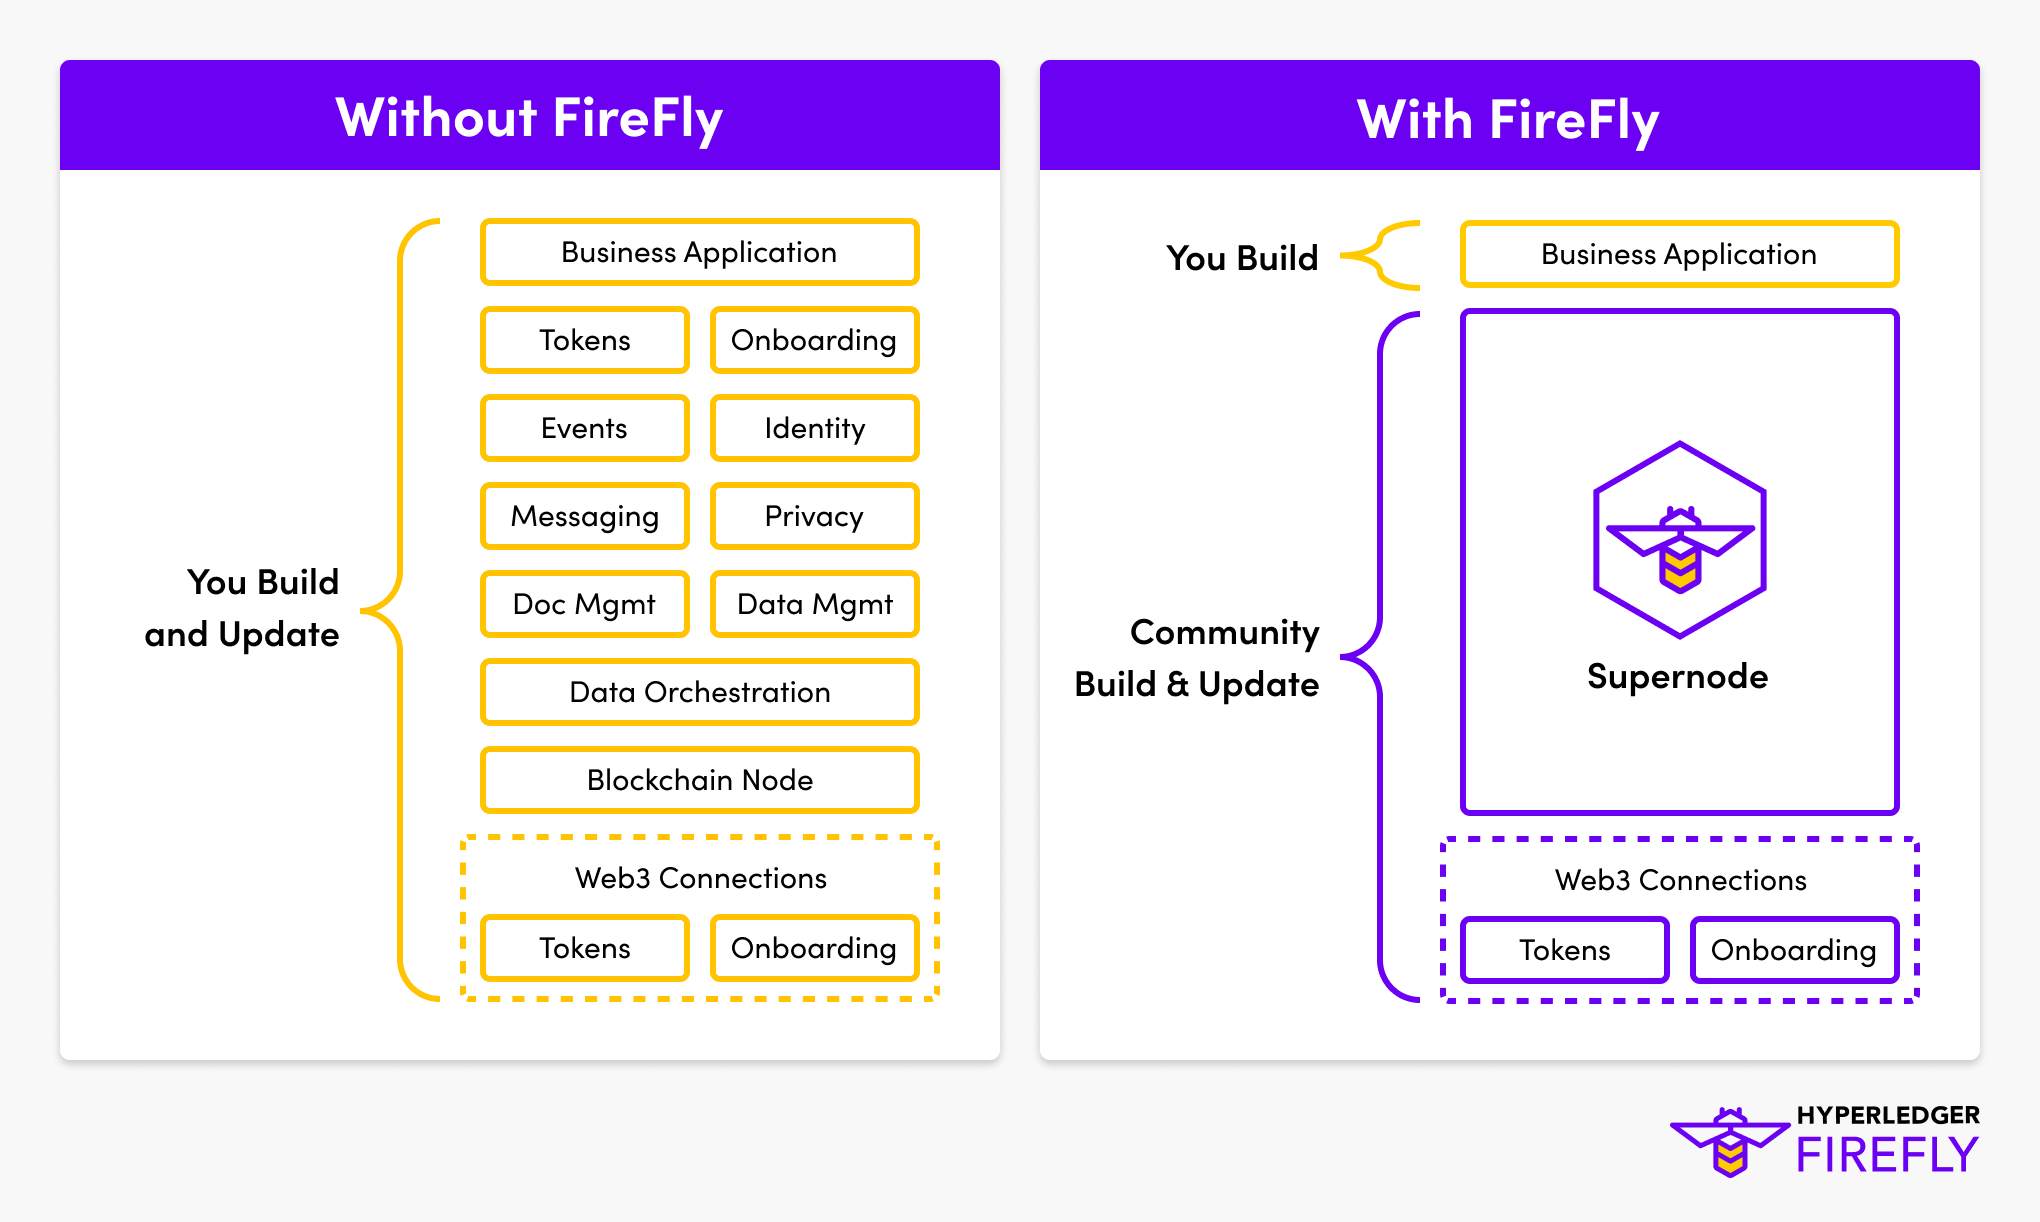 Without FireFly
You Build
and Update
Business Application
Tokens
Onboarding
Events
Identity
Messaging
Privacy
Doc Mgmt
Data Mgmt
Data Orchestration
Blockchain Node
Web3 Connections
Tokens
Onboarding
With FireFly
You Build
Business Application
Community
Build & Update
Supernode
Web3 Connections
Tokens
Onboarding
HYPERLEDGER
FIREFLY